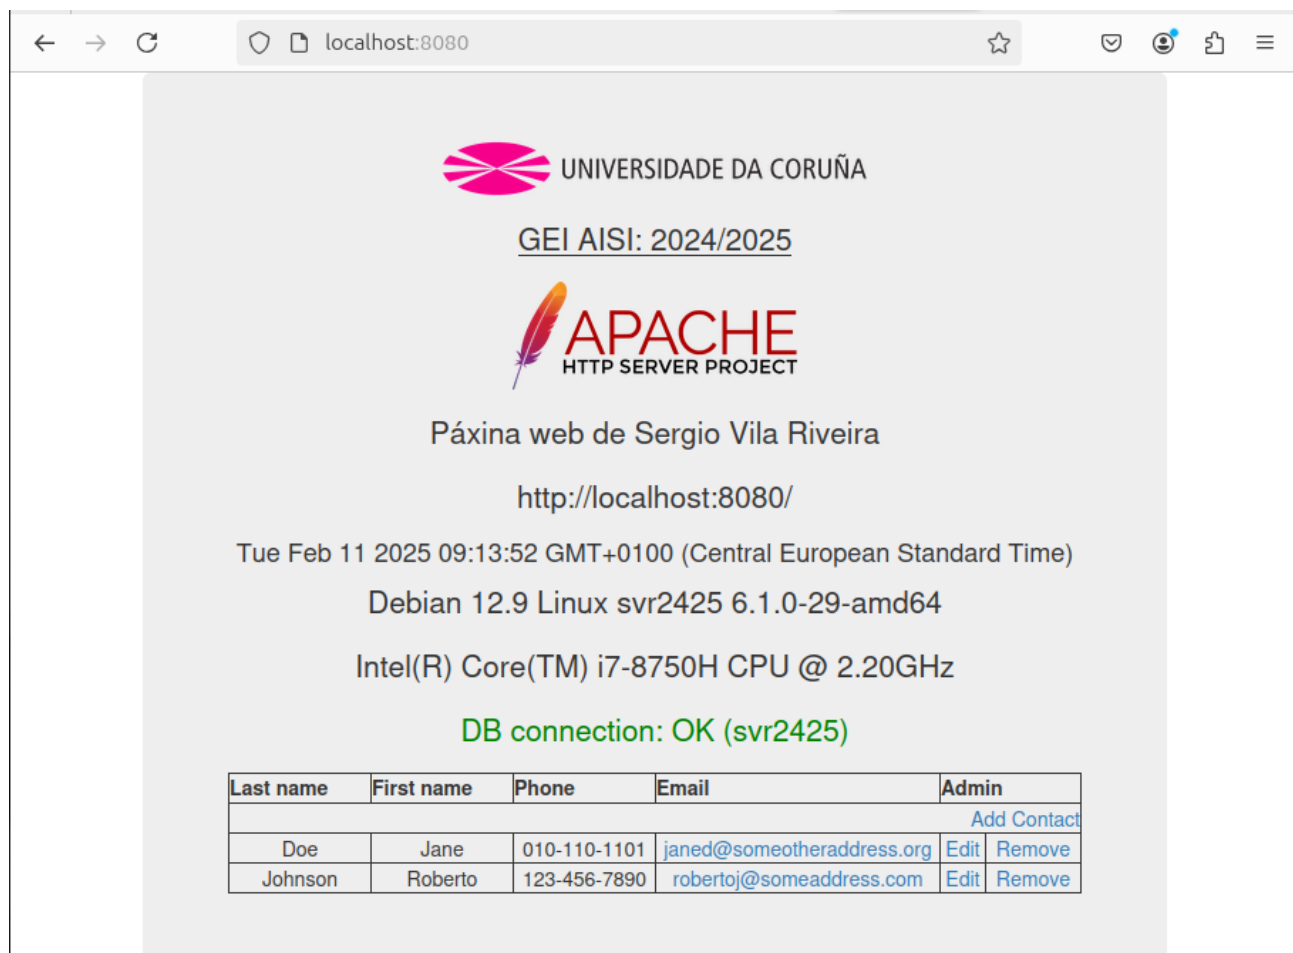 localhost:8080
UNIVERSIDADE DA CORUÑA
GEI AISI: 2024/2025
APACHE
HTTP SERVER PROJECT
Páxina web de Sergio Vila Riveira
http://localhost:8080/
Tue Feb 11 2025 09:13:52 GMT+0100 (Central European Standard Time)
Debian 12.9 Linux svr2425 6.1.0-29-amd64
Intel(R) Core(TM) i7-8750H CPU @ 2.20GHz
DB connection: OK (svr2425)
Last name First name Phone Email Admin
Add Contact
Doe Jane 010-110-1101 janed@someotheraddress.org Edit Remove
Johnson Roberto 123-456-7890 robertoj@someaddress.com Edit Remove